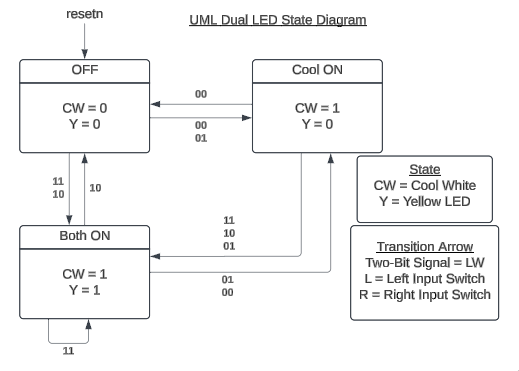 resetn
UML Dual LED State Diagram
OFF
CW = 0
Y = 0
Cool ON
CW = 1
Y = 0
00
00
01
11
10
10
State
CW = Cool White
Y = Yellow LED
Both ON
CW = 1
Y = 1
11
10
01
01
00
Transition Arrow
Two-Bit Signal = LW
L = Left Input Switch
R = Right Input Switch
11